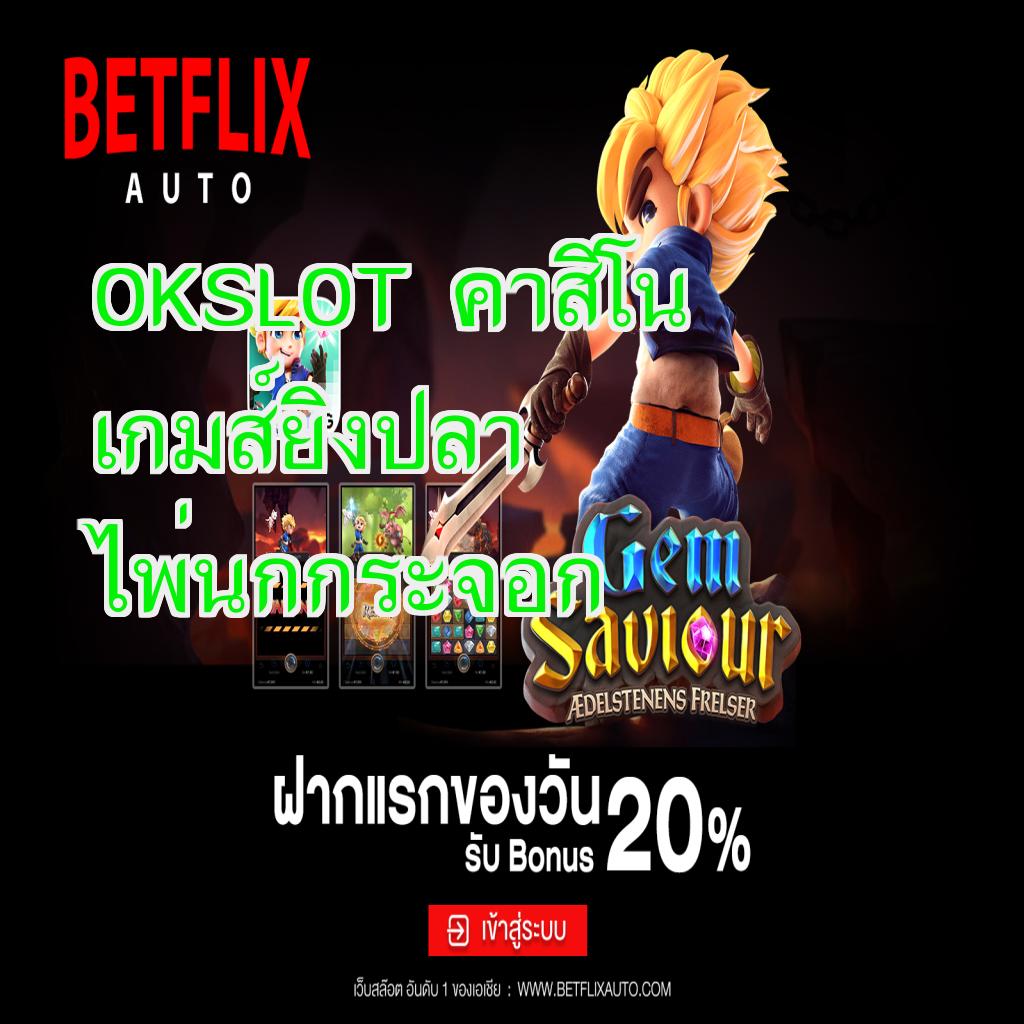 BETFLIX
AUTO
OKSLOT คาสิโน
เกมส์ยิงปลา
ไพ่นกกระจอก
Gem
Saviour
ÆDELSTENENS FRELSER
ฝากแรกของวัน
รับ Bonus 20%
เข้าสู่ระบบ
เว็บสล๊อต อันดับ 1 ของเอเชีย : WWW.BETFLIXAUTO.COM